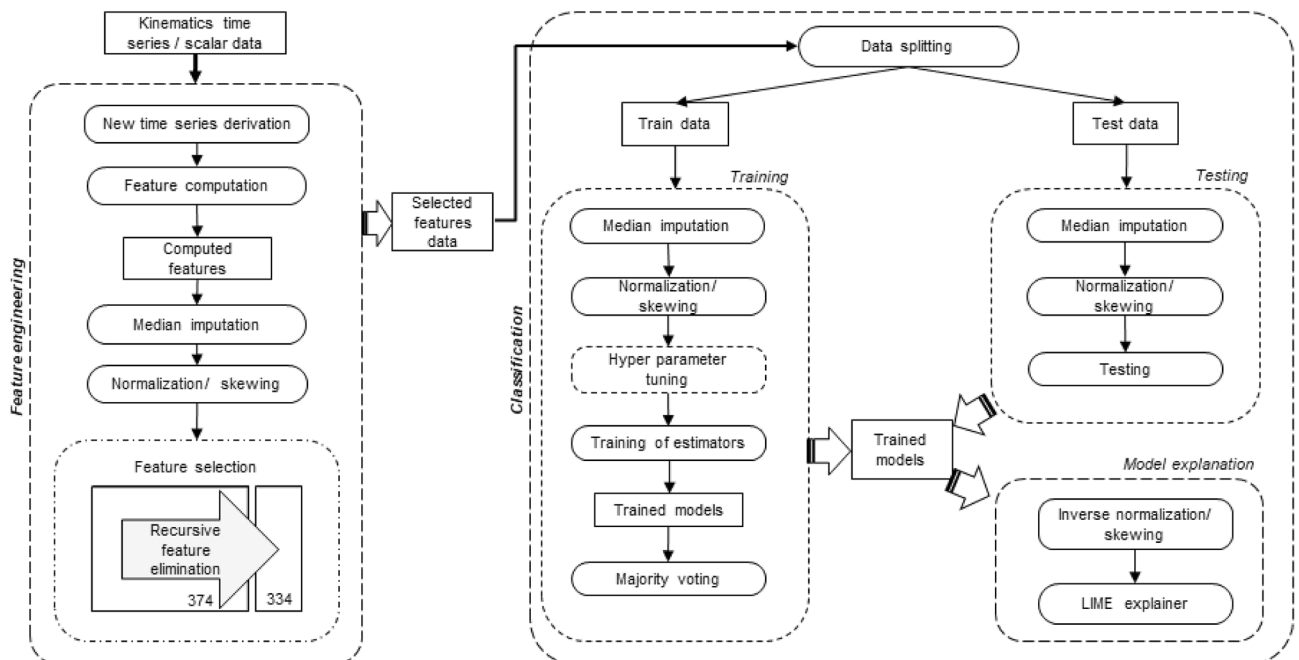 Kinematics time
series / scalar data
Feature engineering
New time series derivation
Feature computation
Computed
features
Median imputation
Normalization/ skewing
Feature selection
Recursive
feature
elimination
374
334
Selected
features
data
Classification
Data splitting
Train data
Test data
Training
Median imputation
Normalization/
skewing
Hyper parameter
tuning
Training of estimators
Trained models
Majority voting
Testing
Median imputation
Normalization/
skewing
Testing
Trained
models
Model explanation
Inverse normalization/
skewing
LIME explainer